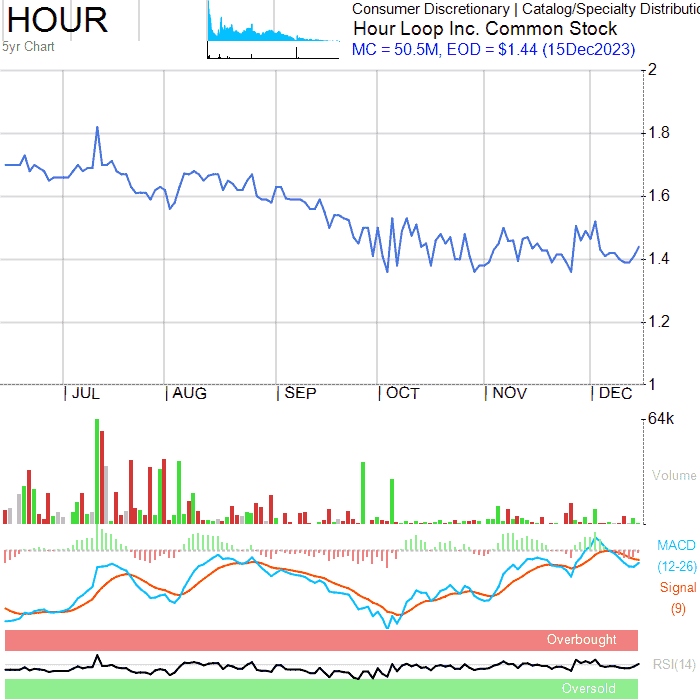 HOUR
5yr Chart
Consumer Discretionary | Catalog/Specialty Distributio
Hour Loop Inc. Common Stock
MC = 50.5M, EOD = $1.44 (15Dec2023)
2
1.8
1.6
1.4
1.2
1
| JUL | AUG | SEP | OCT | NOV | DEC
64k
Volume
MACD
(12-26)
Signal
(9)
Overbought
RSI(14)
Oversold